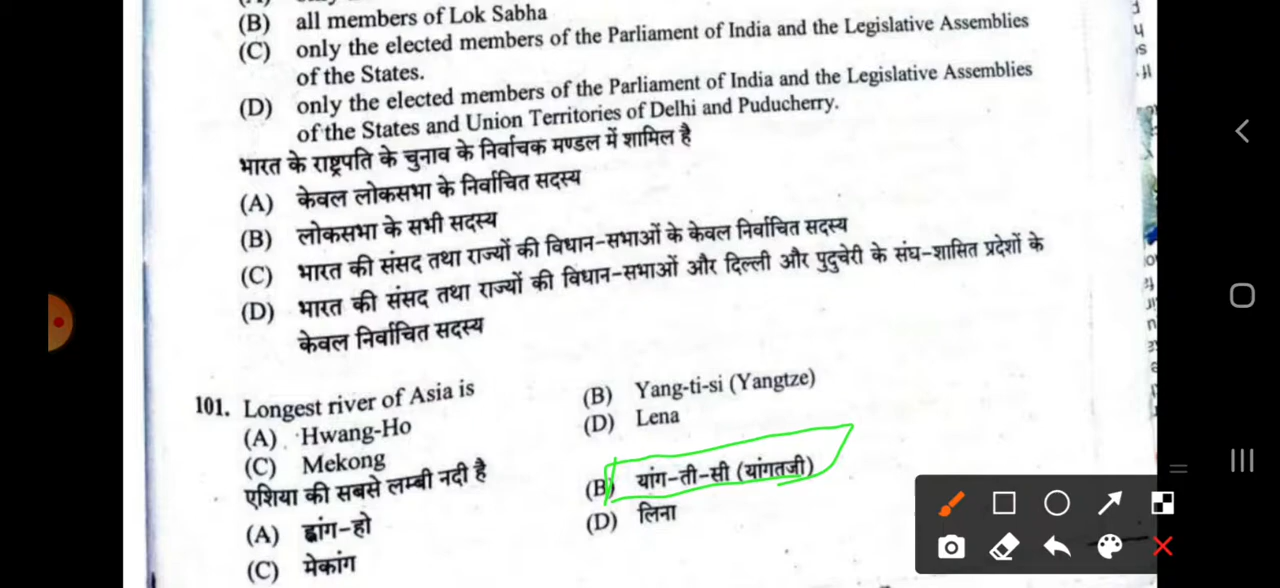 (B) all members of Lok Sabha
(C) only the elected members of the Parliament of India and the Legislative Assemblies
of the States.
(D) only the elected members of the Parliament of India and the Legislative Assemblies
of the States and Union Territories of Delhi and Puducherry.
भारत के राष्ट्रपति के चुनाव के निर्वाचक मण्डल में शामिल है
(A) केवल लोकसभा के निर्वाचित सदस्य
(B) लोकसभा के सभी सदस्य
(C) भारत की संसद तथा राज्यों की विधान-सभाओं के केवल निर्वाचित सदस्य
(D) भारत की संसद तथा राज्यों की विधान-सभाओं और दिल्ली और पुदुचेरी के संघ-शासित प्रदेशों के
केवल निर्वाचित सदस्य
101. Longest river of Asia is
(A) Hwang-Ho (B) Yang-ti-si (Yangtze)
(C) Mekong (D) Lena
एशिया की सबसे लम्बी नदी है
(A) ह्वांग-हो (B) यांग-ती-सी (यांगतजी)
(C) मेकांग (D) लिना